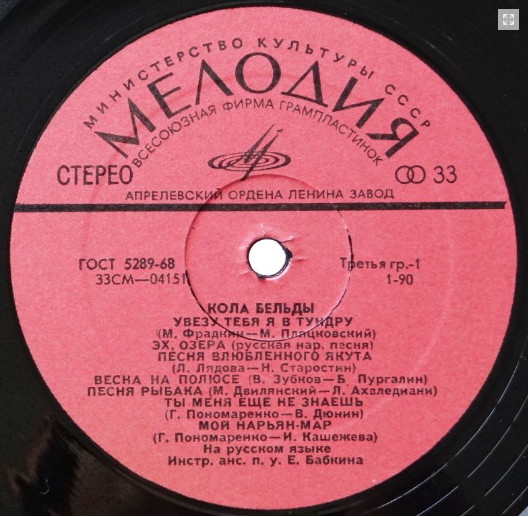 МИНИСТЕРСТВО КУЛЬТУРЫ СССР
МЕЛОДИЯ
ВСЕСОЮЗНАЯ ФИРМА ГРАМПЛАСТИНОК
СТЕРЕО
33
АПРЕЛЕВСКИЙ ОРДЕНА ЛЕНИНА ЗАВОД
ГОСТ 5289-68
Третья гр.-1
33СМ—04151
1-90
КОЛА БЕЛЬДЫ
УВЕЗУ ТЕБЯ Я В ТУНДРУ
(М. Фрадкин—М. Пляцковский)
ЭХ, ОЗЕРА (русская нар. песня)
ПЕСНЯ ВЛЮБЛЕННОГО ЯКУТА
(Л. Лядова—Н. Старостин)
ВЕСНА НА ПОЛЮСЕ (В. Зубков—Б Пургалин)
ПЕСНЯ РЫБАКА (М. Двилянский—Л. Ахаледиани)
ТЫ МЕНЯ ЕЩЕ НЕ ЗНАЕШЬ
(Г. Пономаренко—В. Дюнин)
МОЙ НАРЬЯН-МАР
(Г. Пономаренко—И. Кашежева)
На русском языке
Инстр. анс. п. у. Е. Бабкина